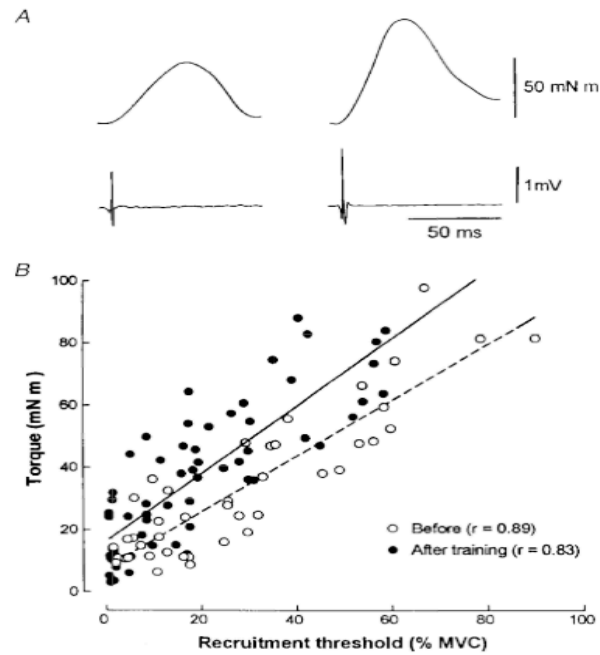 A
50 mN m
1mV
50 ms
B
100
80
60
40
20
0
Torque (mN m)
Before (r = 0.89)
After training (r = 0.83)
0
20
40
60
80
100
Recruitment threshold (% MVC)